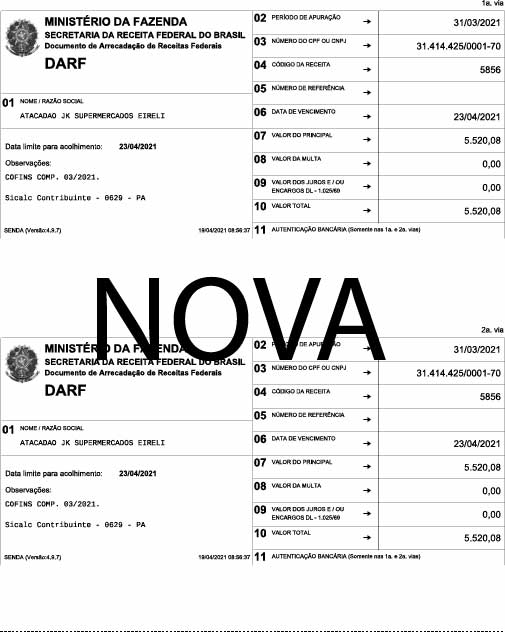 1a. via
MINISTÉRIO DA FAZENDA
SECRETARIA DA RECEITA FEDERAL DO BRASIL
Documento de Arrecadação de Receitas Federais
DARF
01 NOME / RAZÃO SOCIAL
ATACADAO JK SUPERMERCADOS EIRELI
Data limite para acolhimento: 23/04/2021
Observações:
COFINS COMP. 03/2021.
Sicalc Contribuinte - 0629 - PA
SENDA (Versão:4.9.7) 19/04/2021 08:56:37
02 PERÍODO DE APURAÇÃO → 31/03/2021
03 NÚMERO DO CPF OU CNPJ → 31.414.425/0001-70
04 CÓDIGO DA RECEITA → 5856
05 NÚMERO DE REFERÊNCIA →
06 DATA DE VENCIMENTO → 23/04/2021
07 VALOR DO PRINCIPAL → 5.520,08
08 VALOR DA MULTA → 0,00
09 VALOR DOS JUROS E / OU
ENCARGOS DL - 1.025/69 → 0,00
10 VALOR TOTAL → 5.520,08
11 AUTENTICAÇÃO BANCÁRIA (Somente nas 1a. e 2a. vias)
NOVA
2a. via
MINISTÉRIO DA FAZENDA
SECRETARIA DA RECEITA FEDERAL DO BRASIL
Documento de Arrecadação de Receitas Federais
DARF
01 NOME / RAZÃO SOCIAL
ATACADAO JK SUPERMERCADOS EIRELI
Data limite para acolhimento: 23/04/2021
Observações:
COFINS COMP. 03/2021.
Sicalc Contribuinte - 0629 - PA
SENDA (Versão:4.9.7) 19/04/2021 08:56:37
02 PERÍODO DE APURAÇÃO → 31/03/2021
03 NÚMERO DO CPF OU CNPJ → 31.414.425/0001-70
04 CÓDIGO DA RECEITA → 5856
05 NÚMERO DE REFERÊNCIA →
06 DATA DE VENCIMENTO → 23/04/2021
07 VALOR DO PRINCIPAL → 5.520,08
08 VALOR DA MULTA → 0,00
09 VALOR DOS JUROS E / OU
ENCARGOS DL - 1.025/69 → 0,00
10 VALOR TOTAL → 5.520,08
11 AUTENTICAÇÃO BANCÁRIA (Somente nas 1a. e 2a. vias)